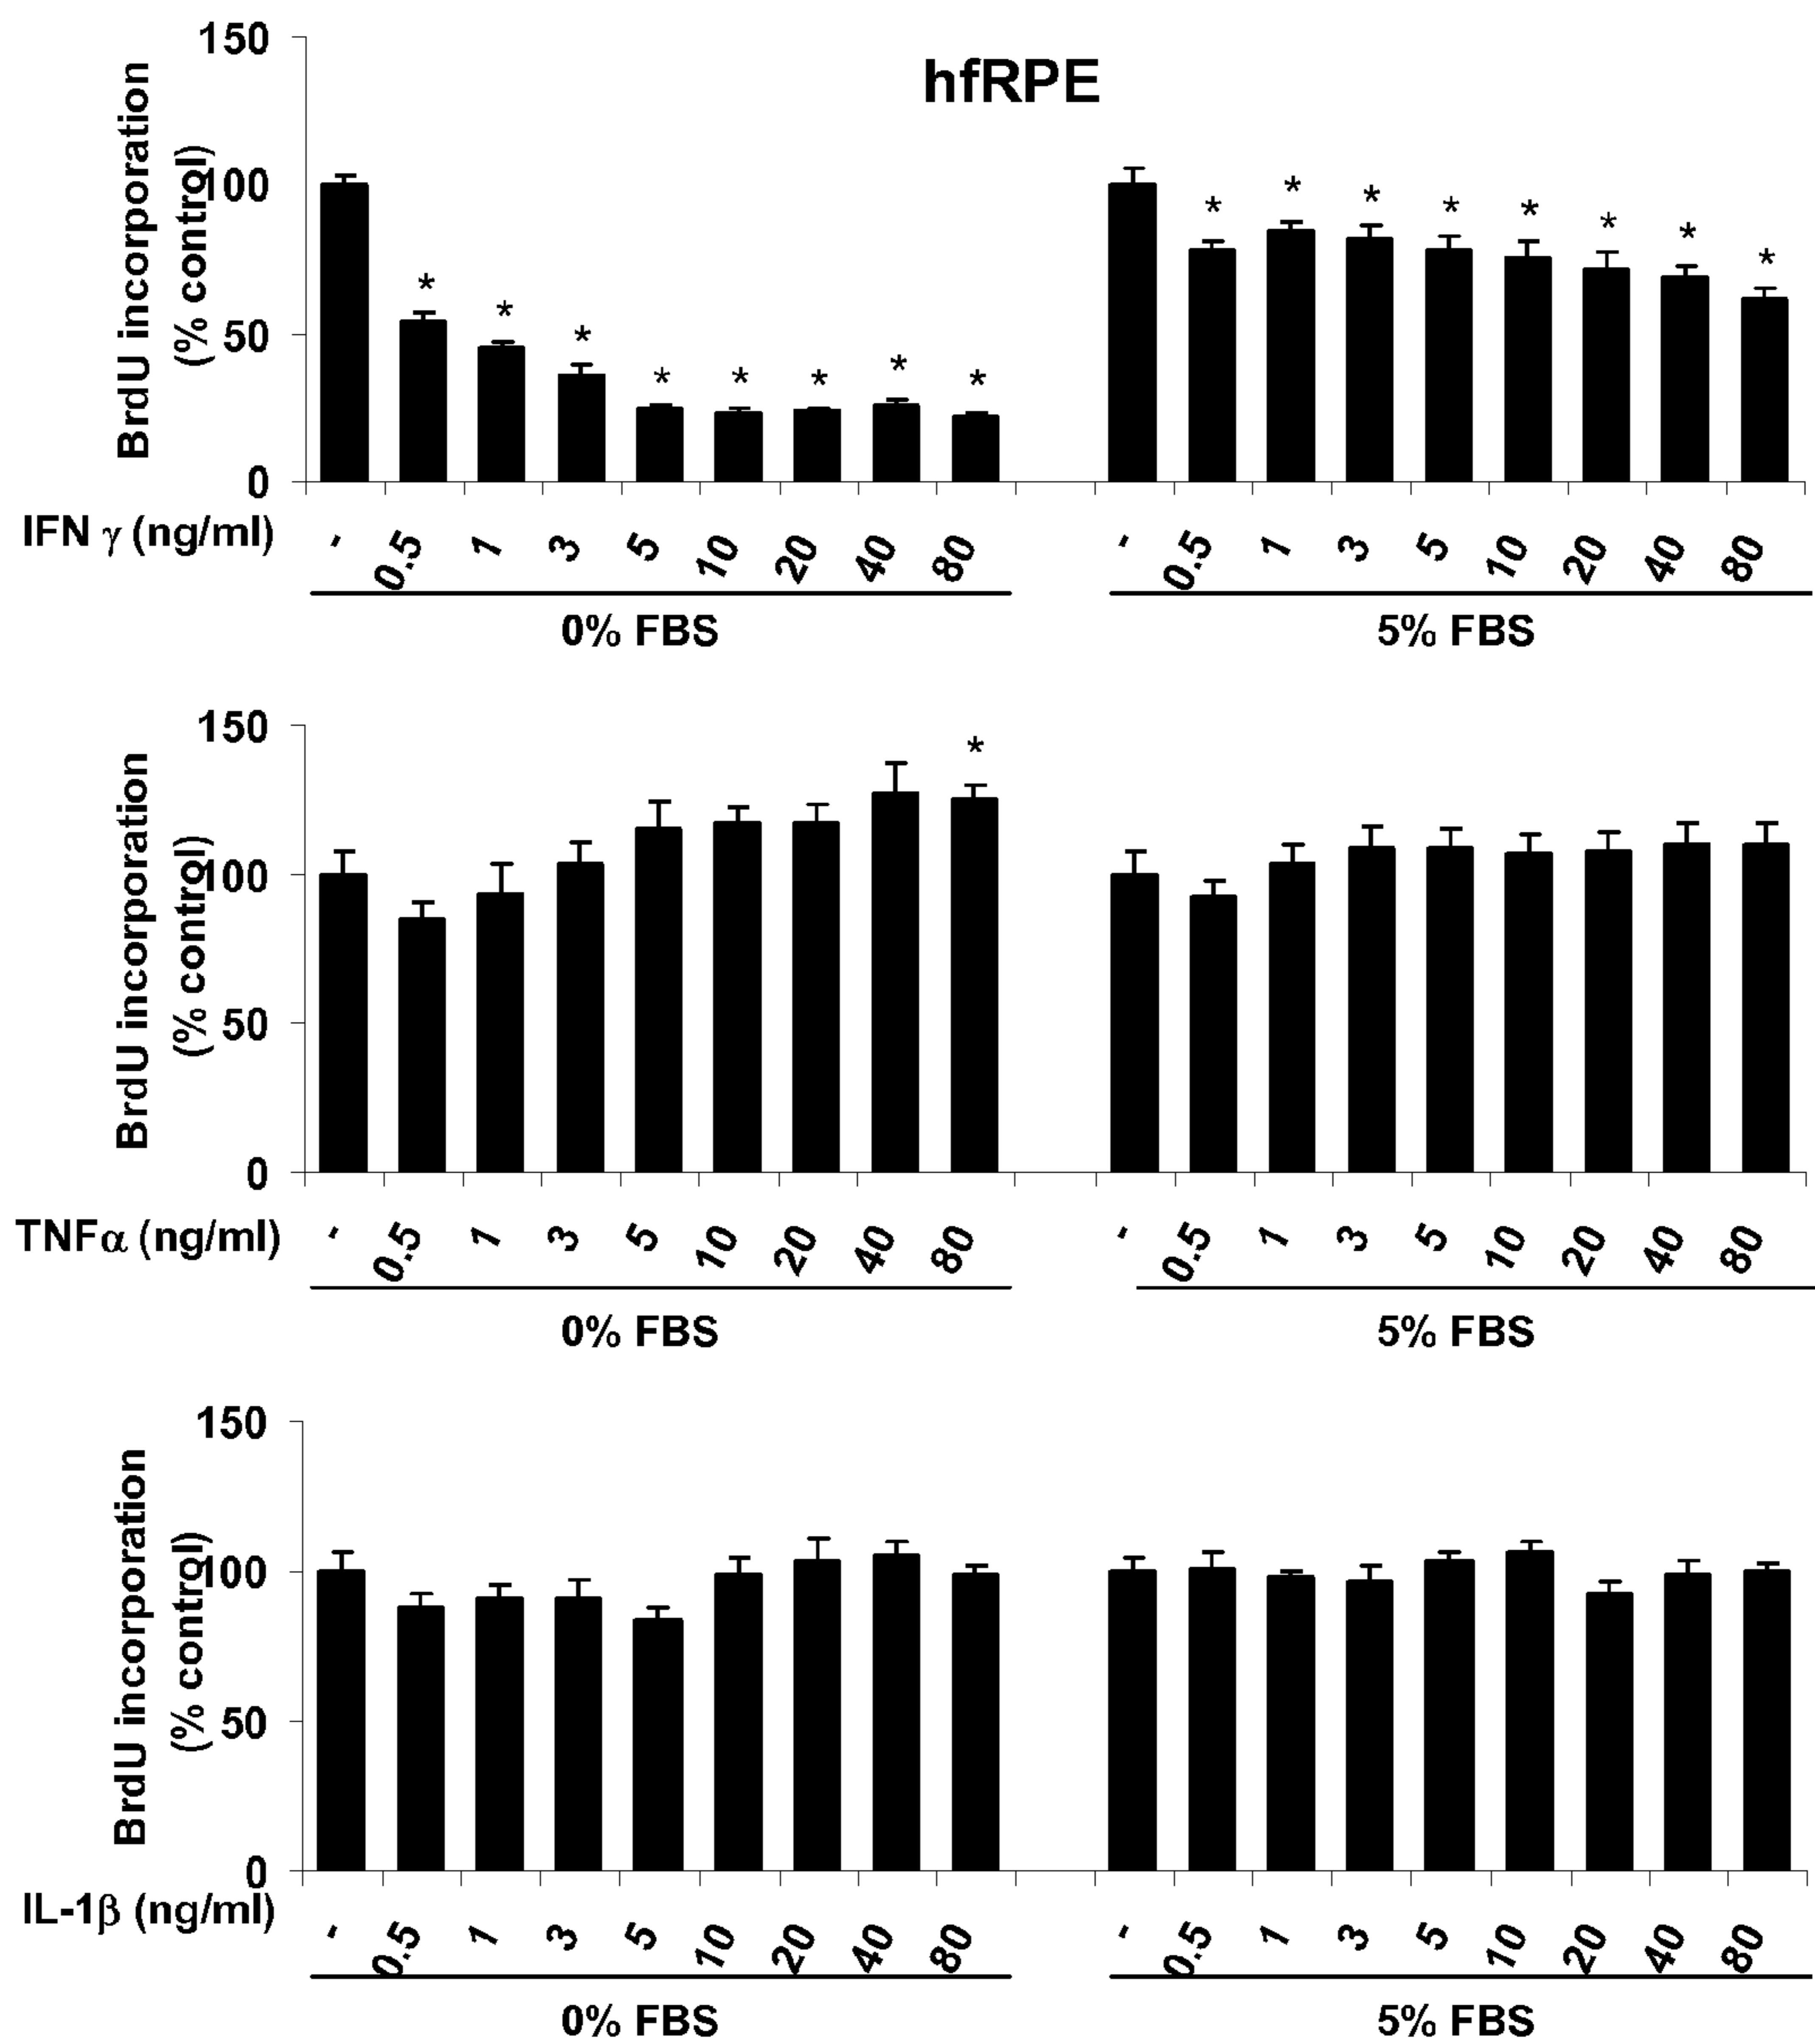 hfRPE
BrdU incorporation
(% control)
150
100
50
0
* * * * * * * *
* * * * * * * *
IFN γ (ng/ml)
- 0.5 1 3 5 10 20 40 80
- 0.5 1 3 5 10 20 40 80
0% FBS
5% FBS
BrdU incorporation
(% control)
150
100
50
0
*
TNFα (ng/ml)
- 0.5 1 3 5 10 20 40 80
- 0.5 1 3 5 10 20 40 80
0% FBS
5% FBS
BrdU incorporation
(% control)
150
100
50
0
IL-1β (ng/ml)
- 0.5 1 3 5 10 20 40 80
- 0.5 1 3 5 10 20 40 80
0% FBS
5% FBS